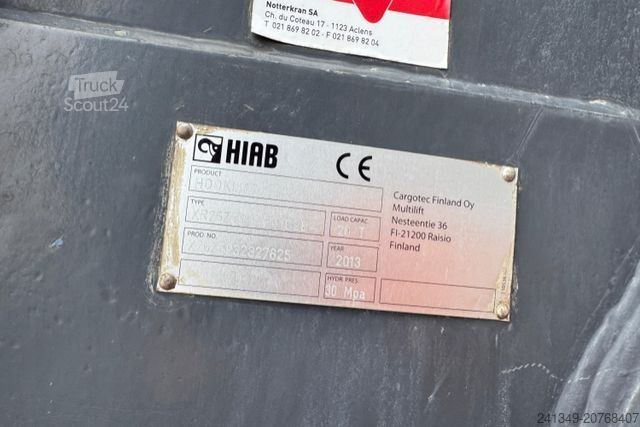 Notterkran SA
Ch. du Coteau 17 - 1123 Aclens
T 021 869 82 02 - F 021 869 82 04
Truck
Scout24
HIAB
CE
PRODUCT
TYPE
LOAD CAPAC.
PROD. NO.
YEAR
2013
HYDR PRES.
30 Mpa
Cargotec Finland Oy
Multilift
Nesteentie 36
FI-21200 Raisio
Finland
241349-20768407